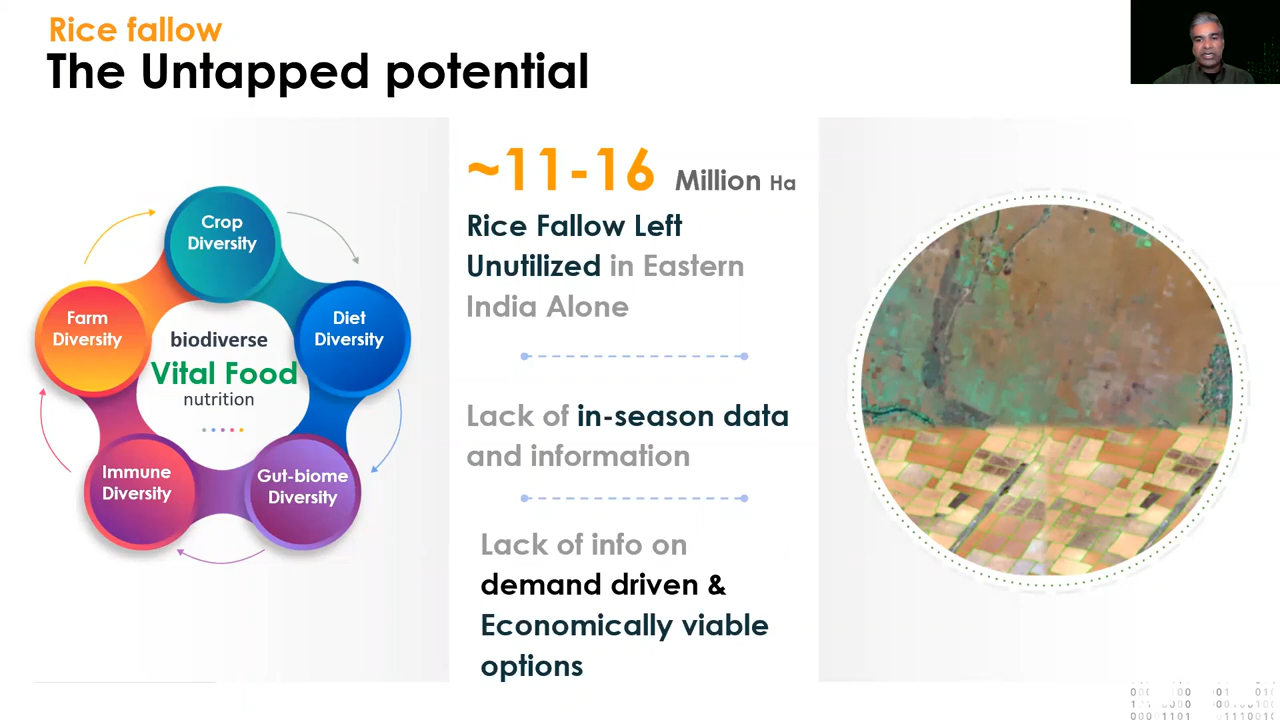 Rice fallow
The Untapped potential
Crop
Diversity
Farm
Diversity
Diet
Diversity
biodiverse
Vital Food
nutrition
Immune
Diversity
Gut-biome
Diversity
~11-16 Million Ha
Rice Fallow Left
Unutilized in Eastern
India Alone
Lack of in-season data
and information
Lack of info on
demand driven &
Economically viable
options